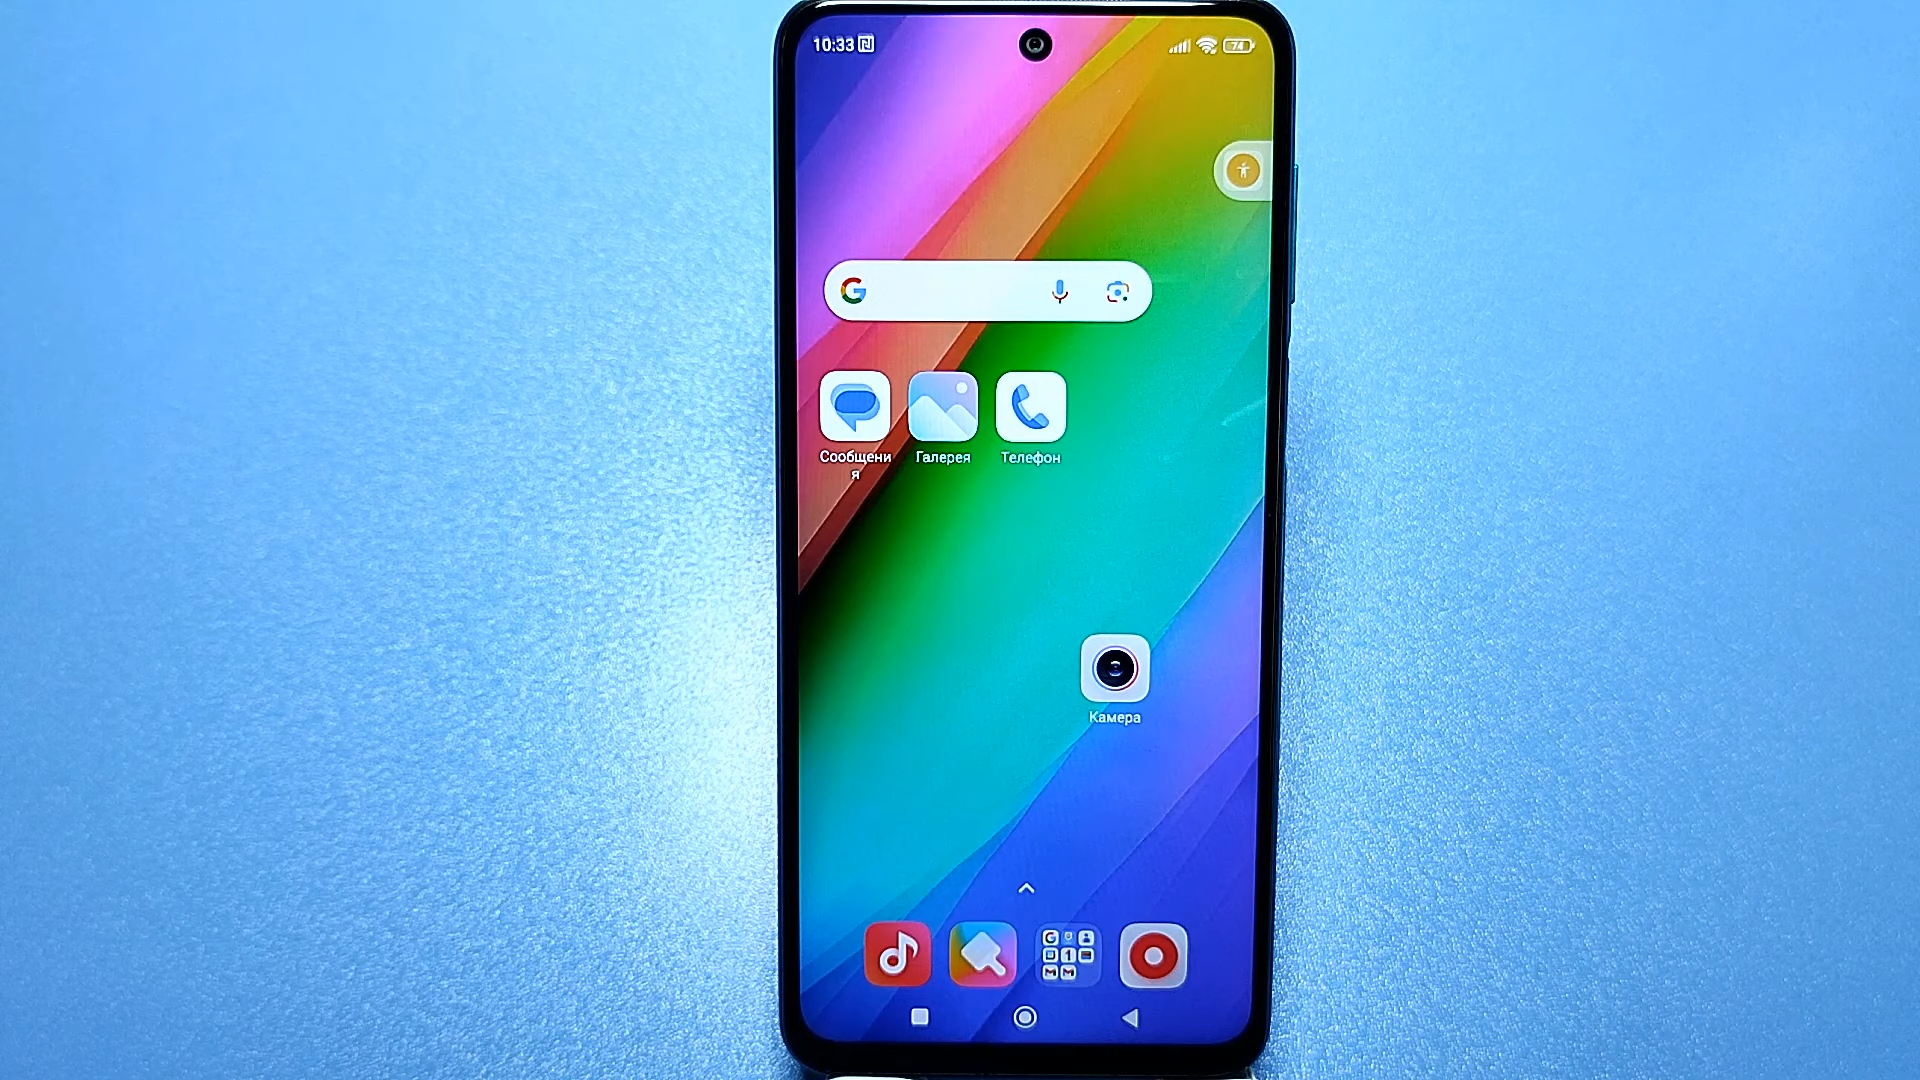 10:33
74
Сообщени
я
Галерея
Телефон
Камера